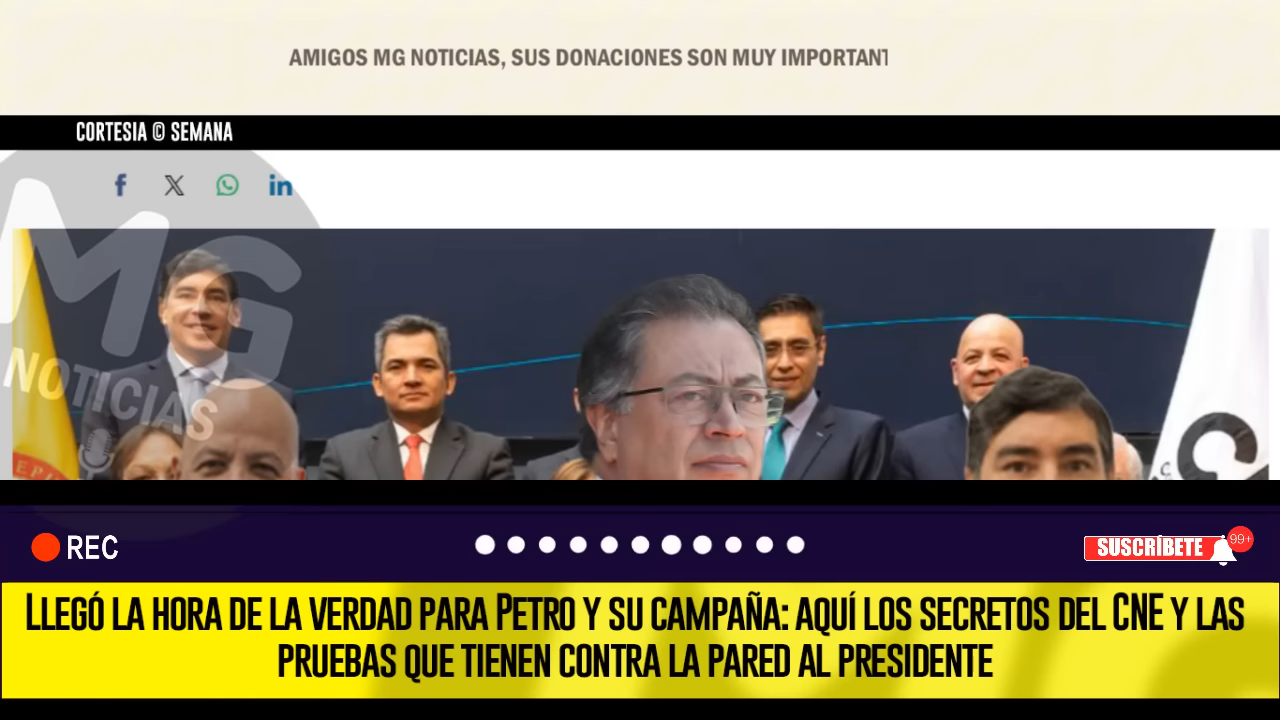 AMIGOS MG NOTICIAS, SUS DONACIONES SON MUY IMPORTANT
CORTESIA © SEMANA
MG
NOTICIAS
REC
SUSCRÍBETE
99+
LLEGÓ LA HORA DE LA VERDAD PARA PETRO Y SU CAMPAÑA: AQUÍ LOS SECRETOS DEL CNE Y LAS
PRUEBAS QUE TIENEN CONTRA LA PARED AL PRESIDENTE